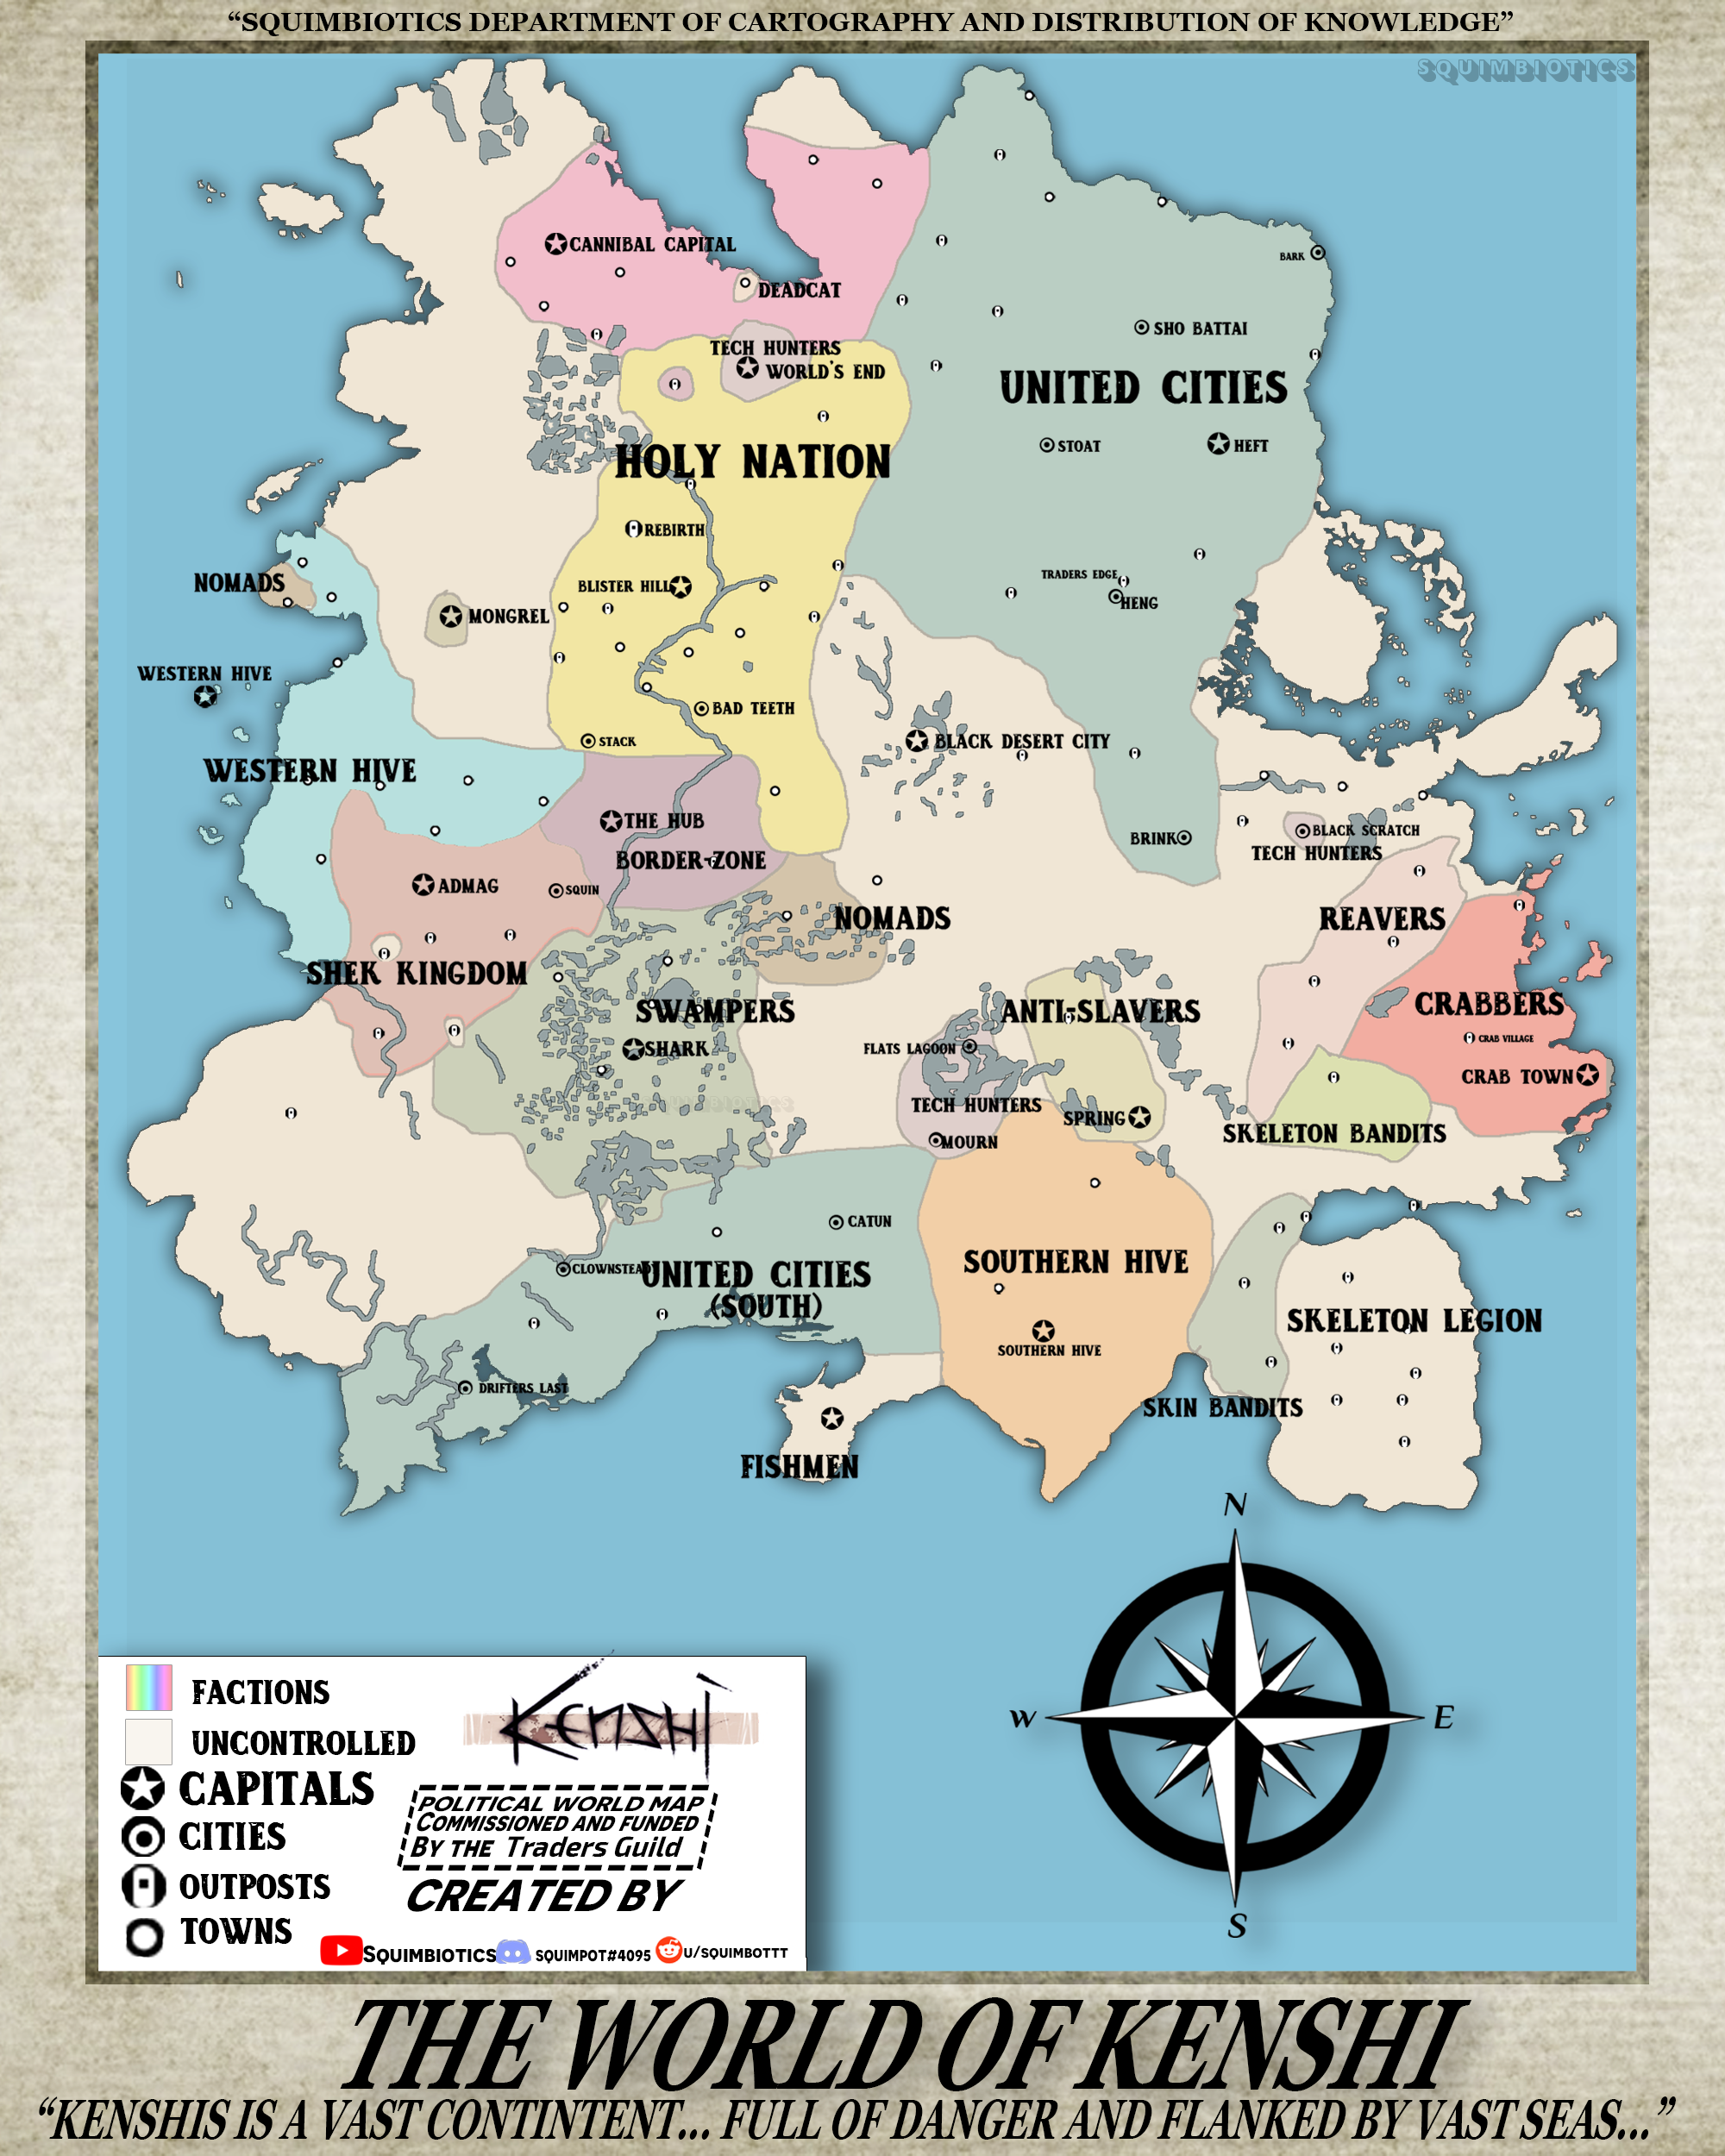 “SQUIMBIOTICS DEPARTMENT OF CARTOGRAPHY AND DISTRIBUTION OF KNOWLEDGE”
SQUIMBIOTICS
CANNIBAL CAPITAL
BARK
DEADCAT
SHO BATTAI
TECH HUNTERS
WORLD'S END
UNITED CITIES
STOAT
HEFT
HOLY NATION
REBIRTH
TRADERS EDGE
NOMADS
BLISTER HILL
HENG
MONGREL
WESTERN HIVE
BAD TEETH
STACK
BLACK DESERT CITY
WESTERN HIVE
THE HUB
BLACK SCRATCH
BRINK
TECH HUNTERS
BORDER-ZONE
ADMAG
SQUIN
NOMADS
REAVERS
SHEK KINGDOM
CRABBERS
SWAMPERS
ANTI-SLAVERS
CRAB VILLAGE
SHARK
FLATS LAGOON
CRAB TOWN
SQUIMBIOTICS
TECH HUNTERS
SPRING
SKELETON BANDITS
MOURN
CATUN
SOUTHERN HIVE
CLOWNSTEADY
UNITED CITIES
(SOUTH)
SKELETON LEGION
SOUTHERN HIVE
DRIFTERS LAST
SKIN BANDITS
FISHMEN
N
W
E
S
FACTIONS
UNCONTROLLED
CAPITALS
CITIES
OUTPOSTS
TOWNS
KENSHI
POLITICAL WORLD MAP
COMMISSIONED AND FUNDED
BY THE Traders Guild
CREATED BY
SQUIMBIOTICS
SQUIMPOT#4095
U/SQUIMBOTTT
THE WORLD OF KENSHI
“KENSHIS IS A VAST CONTINTENT... FULL OF DANGER AND FLANKED BY VAST SEAS...”